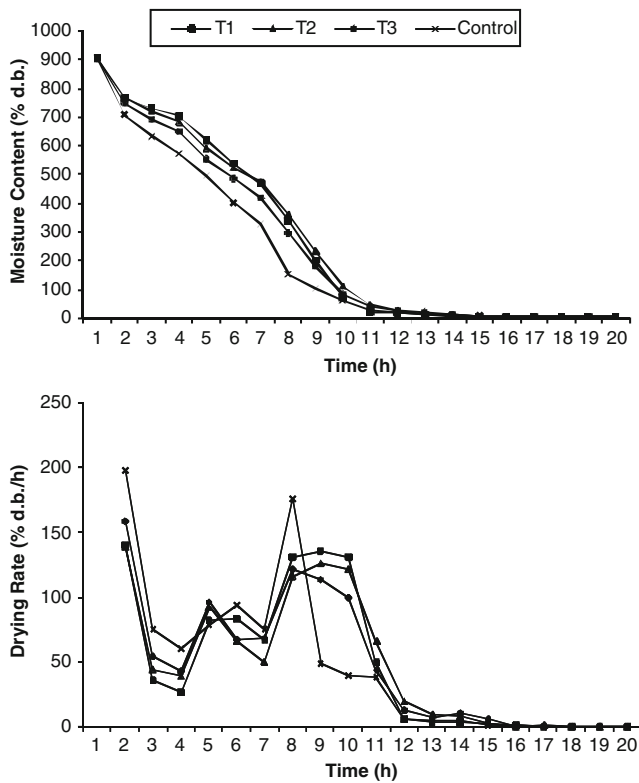 T1 T2 T3 Control
Moisture Content (% d.b.)
1000
900
800
700
600
500
400
300
200
100
0
1 2 3 4 5 6 7 8 9 10 11 12 13 14 15 16 17 18 19 20
Time (h)
Drying Rate (% d.b./h)
250
200
150
100
50
0
1 2 3 4 5 6 7 8 9 10 11 12 13 14 15 16 17 18 19 20
Time (h)